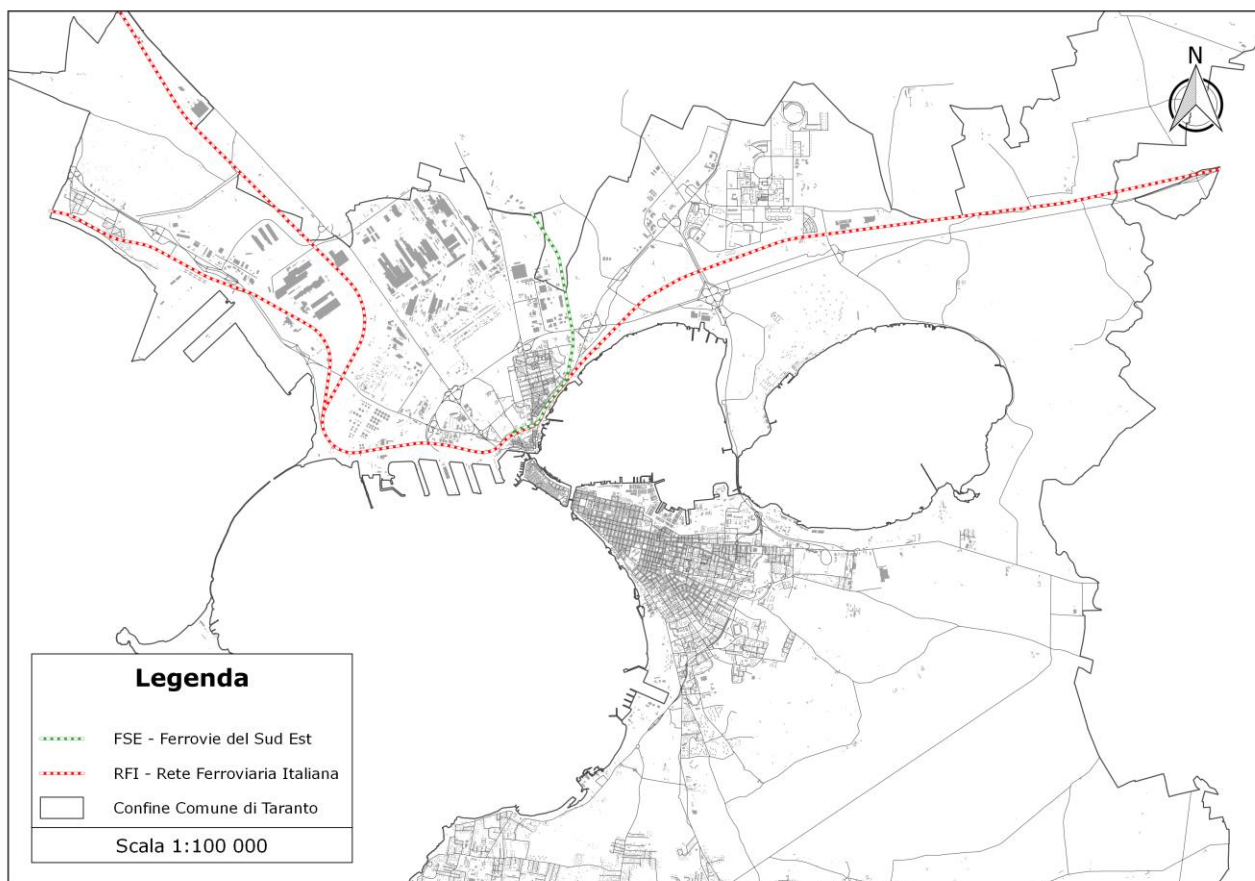 N
Legenda
FSE - Ferrovie del Sud Est
RFI - Rete Ferroviaria Italiana
Confine Comune di Taranto
Scala 1:100 000